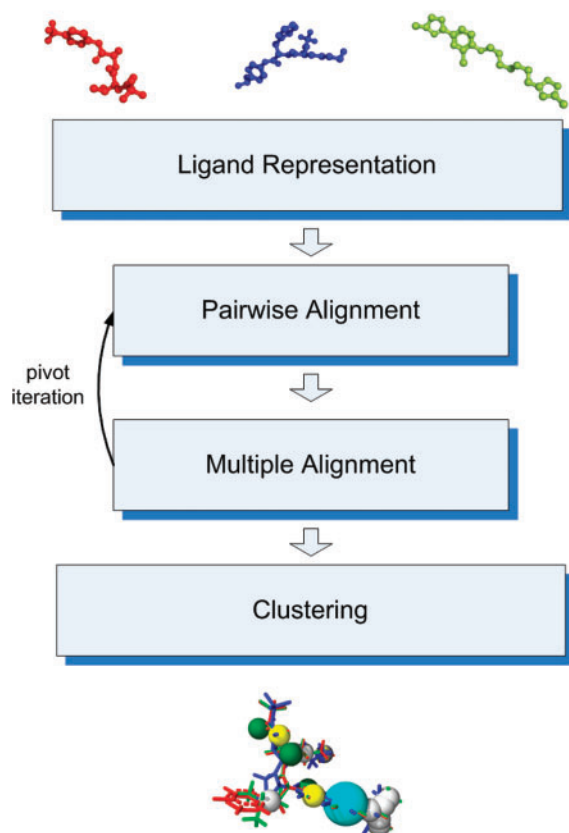 Ligand Representation
Pairwise Alignment
pivot
iteration
Multiple Alignment
Clustering